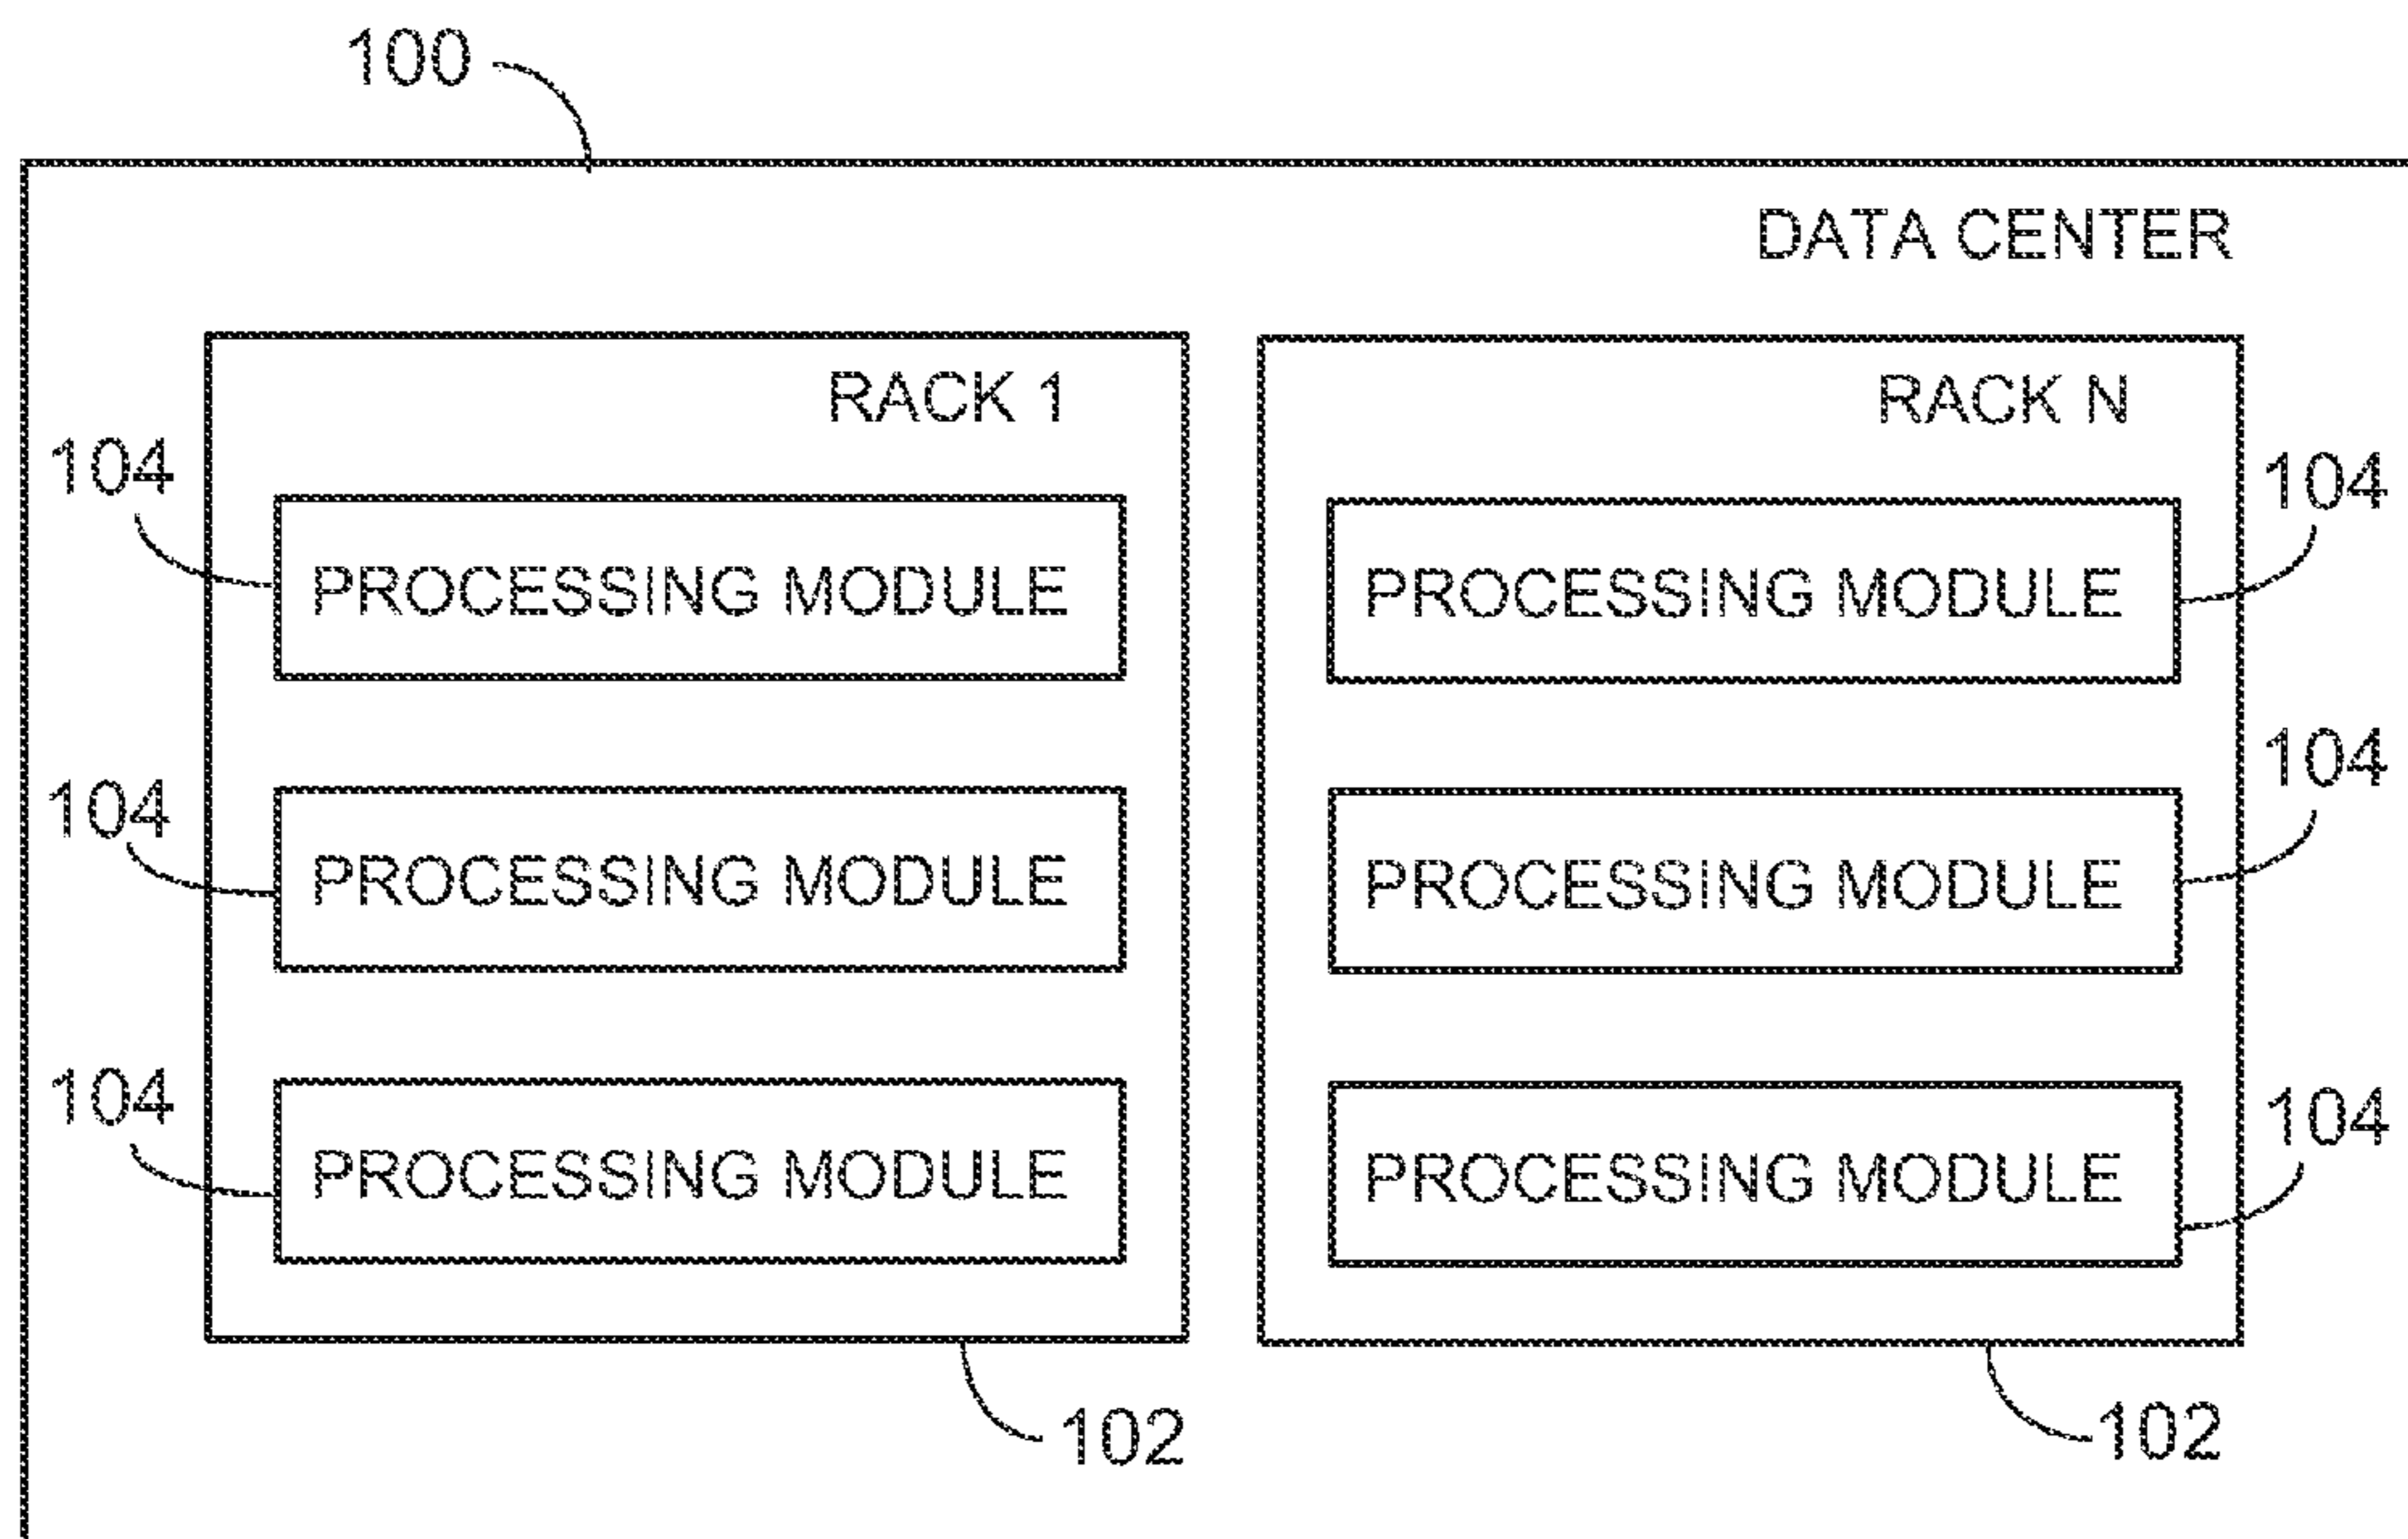 100
DATA CENTER
RACK 1
RACK N
104
104
PROCESSING MODULE
PROCESSING MODULE
104
104
PROCESSING MODULE
PROCESSING MODULE
104
104
PROCESSING MODULE
PROCESSING MODULE
102
102